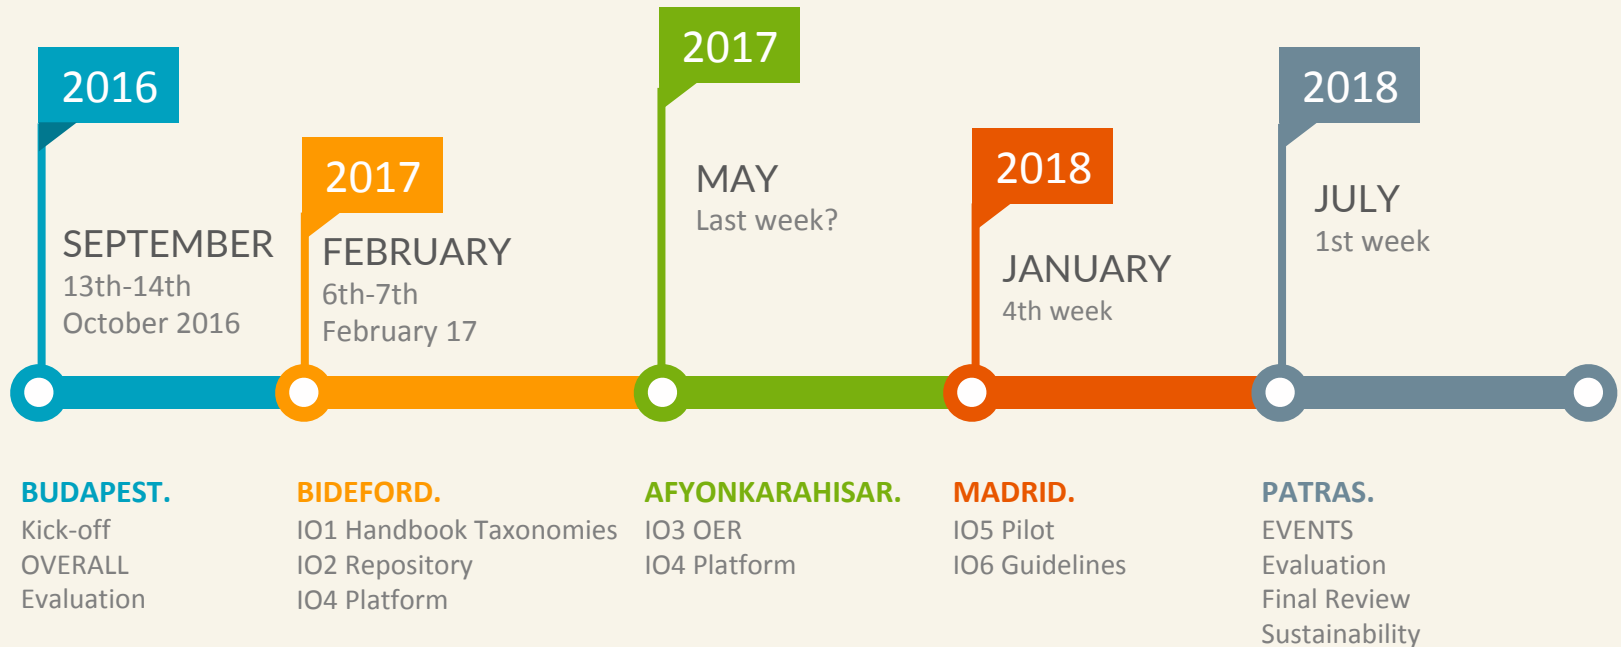 2016
SEPTEMBER
13th-14th
October 2016
BUDAPEST.
Kick-off
OVERALL
Evaluation
2017
FEBRUARY
6th-7th
February 17
BIDEFORD.
IO1 Handbook Taxonomies
IO2 Repository
IO4 Platform
2017
MAY
Last week?
AFYONKARAHISAR.
IO3 OER
IO4 Platform
2018
JANUARY
4th week
MADRID.
IO5 Pilot
IO6 Guidelines
2018
JULY
1st week
PATRAS.
EVENTS
Evaluation
Final Review
Sustainability